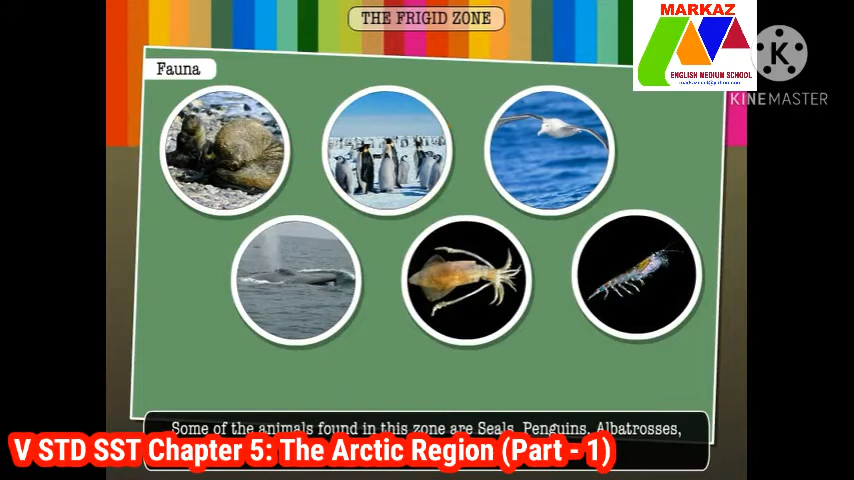 THE FRIGID ZONE
MARKAZ
ENGLISH MEDIUM SCHOOL
K
KINEMASTER
Fauna
Some of the animals found in this zone are Seals, Penguins, Albatrosses,
V STD SST Chapter 5: The Arctic Region (Part - 1)